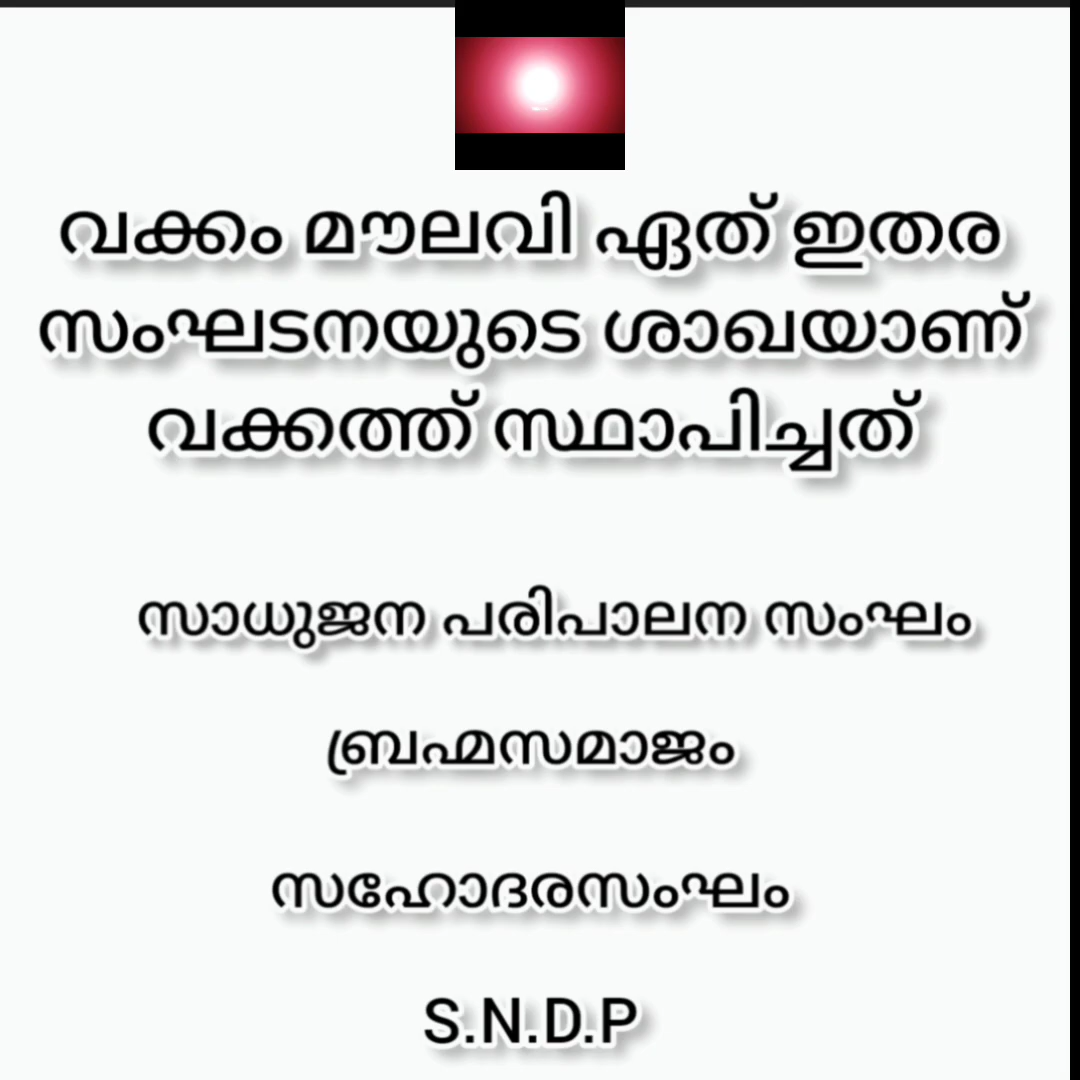 വക്കം മൗലവി ഏത് ഇതര
സംഘടനയുടെ ശാഖയാണ്
വക്കത്ത് സ്ഥാപിച്ചത്
സാധുജന പരിപാലന സംഘം
ബ്രഹ്മസമാജം
സഹോദരസംഘം
S.N.D.P